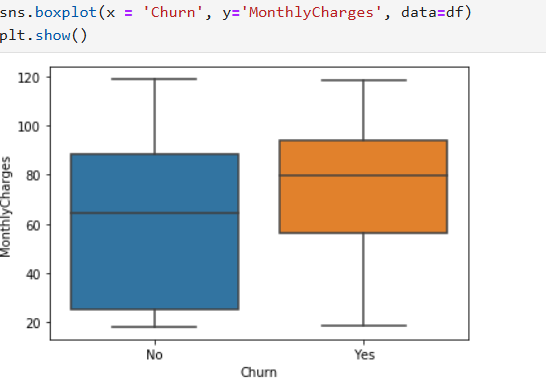 sns.boxplot(x = 'Churn', y='MonthlyCharges', data=df)
plt.show()
120
100
80
60
40
20
MonthlyCharges
No
Yes
Churn